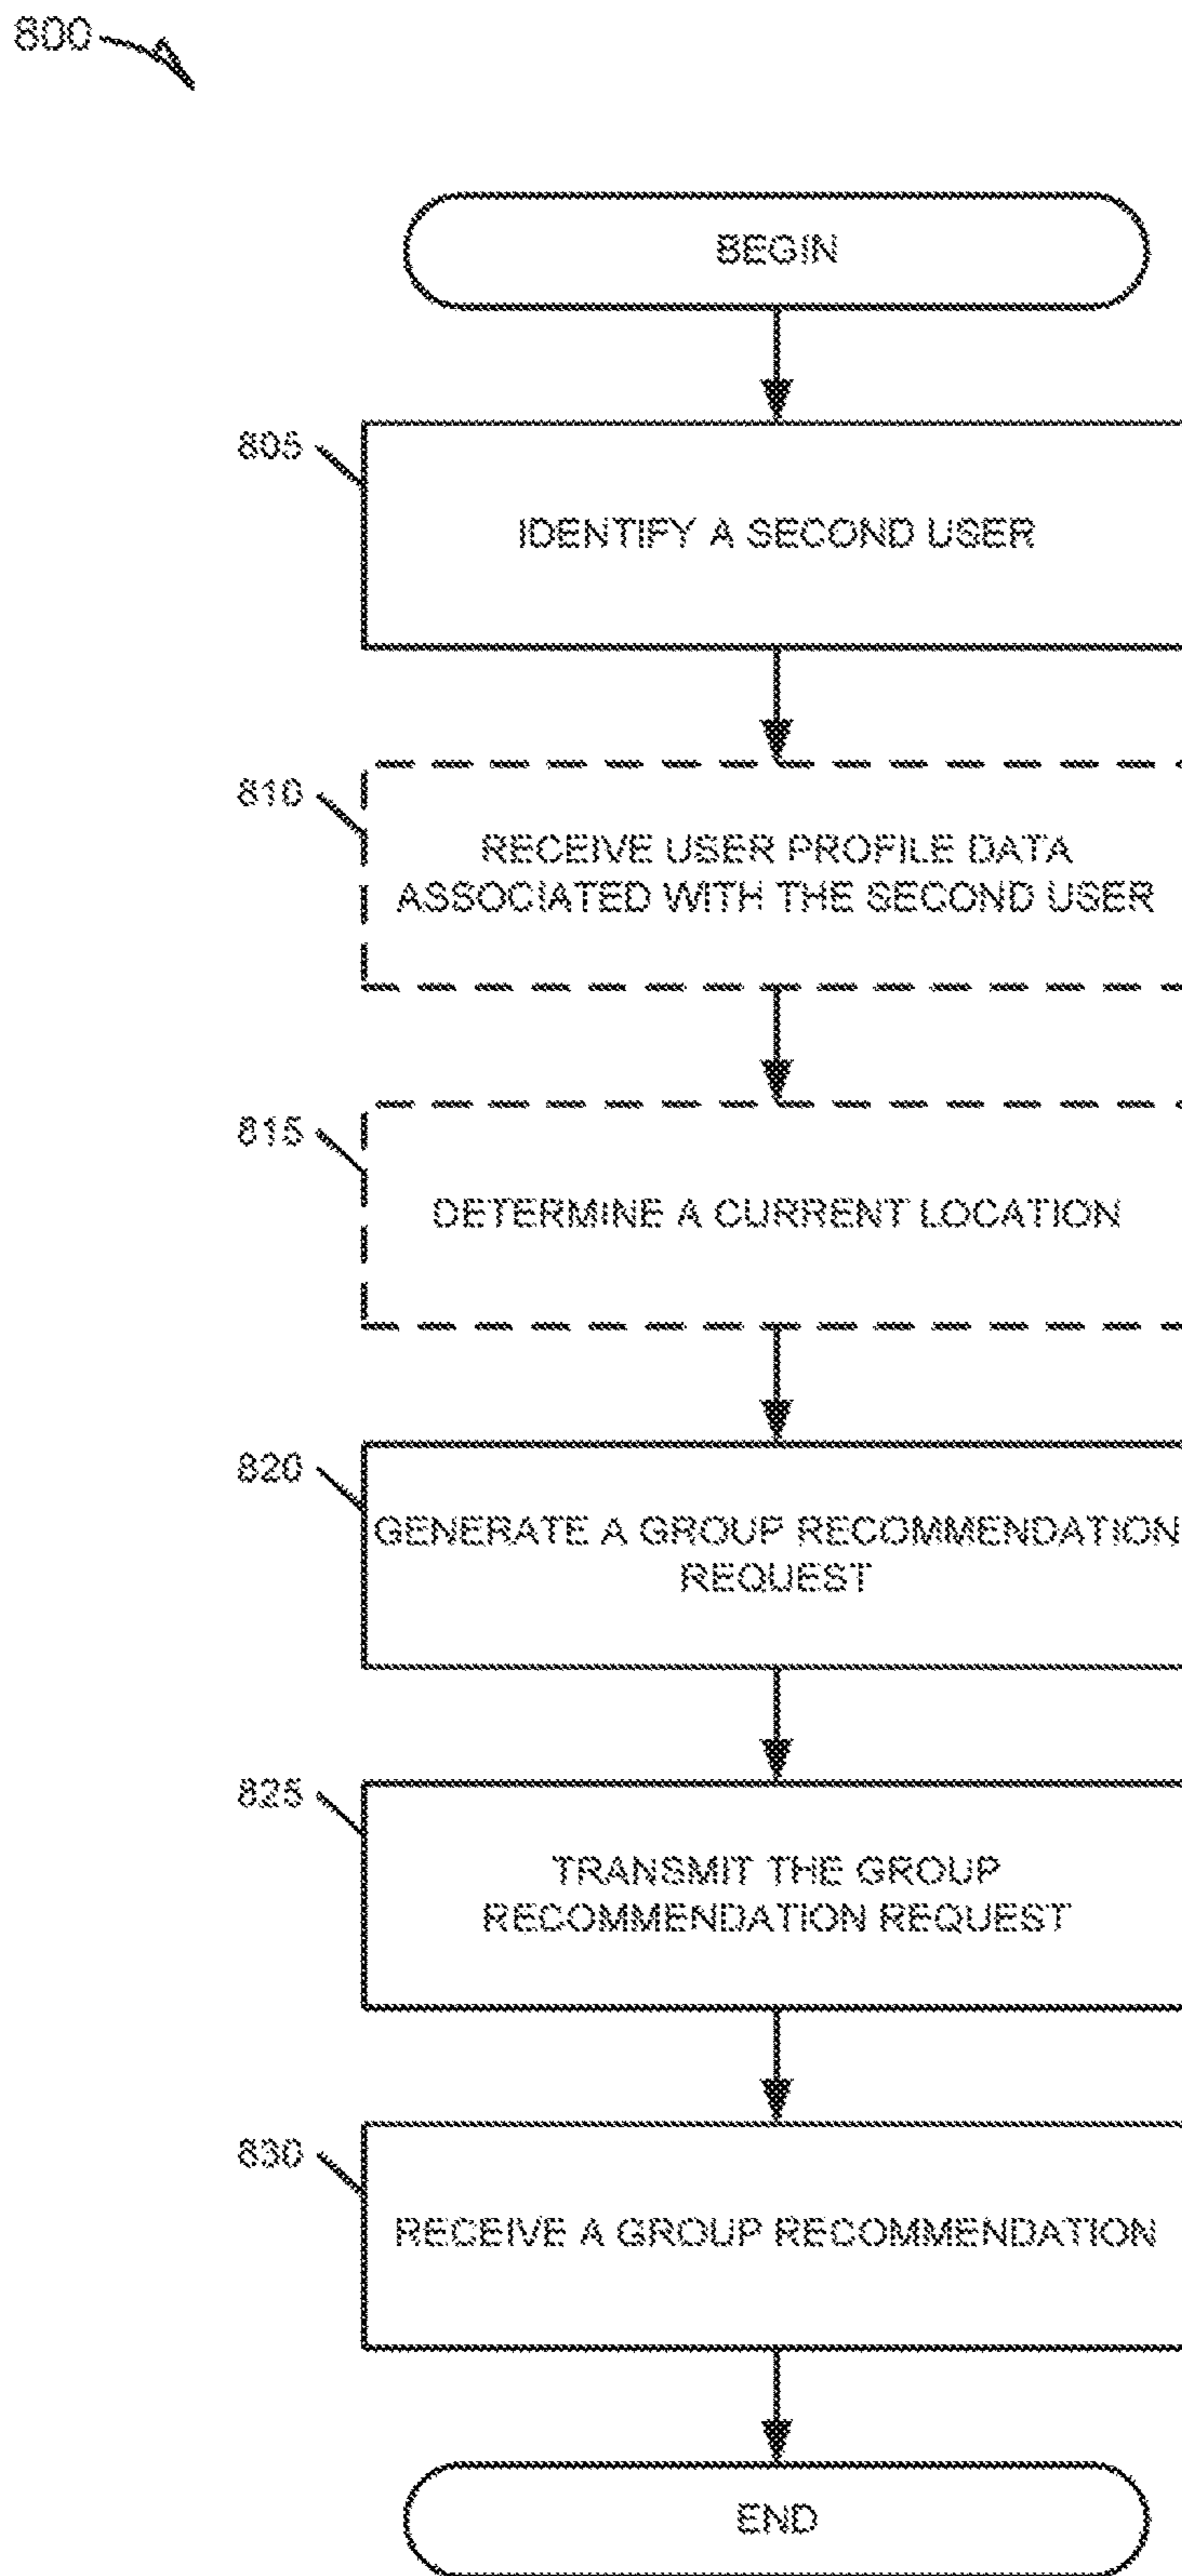 800
BEGIN
805
IDENTIFY A SECOND USER
810
RECEIVE USER PROFILE DATA
ASSOCIATED WITH THE SECOND USER
815
DETERMINE A CURRENT LOCATION
820
GENERATE A GROUP RECOMMENDATION
REQUEST
825
TRANSMIT THE GROUP
RECOMMENDATION REQUEST
830
RECEIVE A GROUP RECOMMENDATION
END